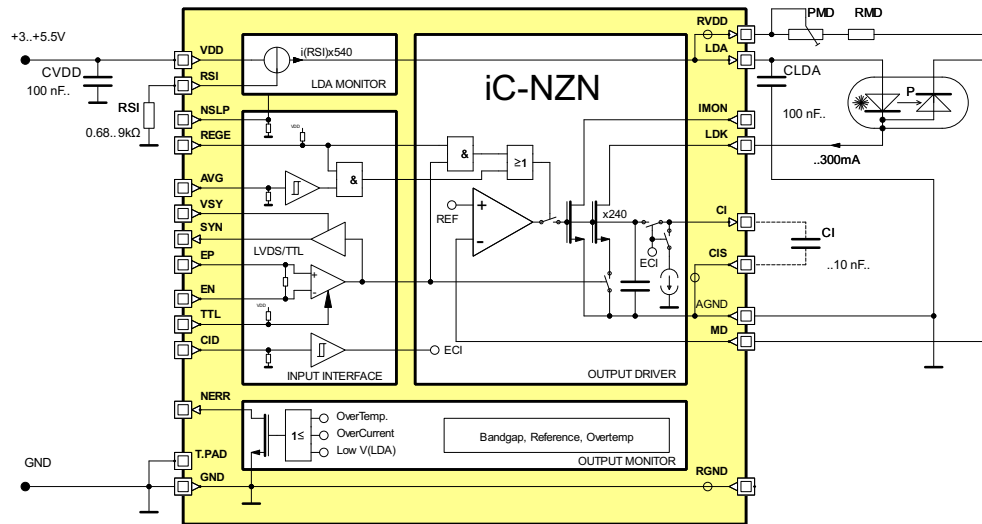 +3..+5.5V
CVDD
100 nF..
RSI
0.68..9kΩ
VDD
RSI
NSLP
REGE
AVG
VSY
SYN
EP
EN
TTL
CID
NERR
T.PAD
GND
GND
i(RSI)x540
LDA MONITOR
VDD
&
LVDS/TTL
+
-
VDD
INPUT INTERFACE
iC-NZN
&
≥1
REF
+
-
x240
ECI
ECI
OUTPUT DRIVER
1≤
OverTemp.
OverCurrent
Low V(LDA)
Bandgap, Reference, Overtemp
OUTPUT MONITOR
RVDD
LDA
IMON
LDK
CI
CIS
AGND
MD
RGND
PMD
RMD
CLDA
100 nF..
P
..300mA
CI
..10 nF..